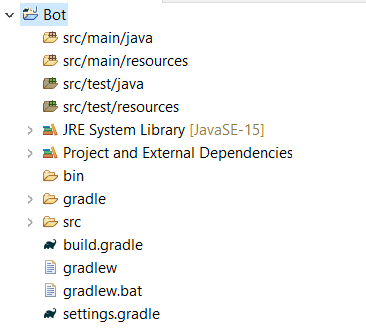 Bot
src/main/java
src/main/resources
src/test/java
src/test/resources
JRE System Library [JavaSE-15]
Project and External Dependencies
bin
gradle
src
build.gradle
gradlew
gradlew.bat
settings.gradle